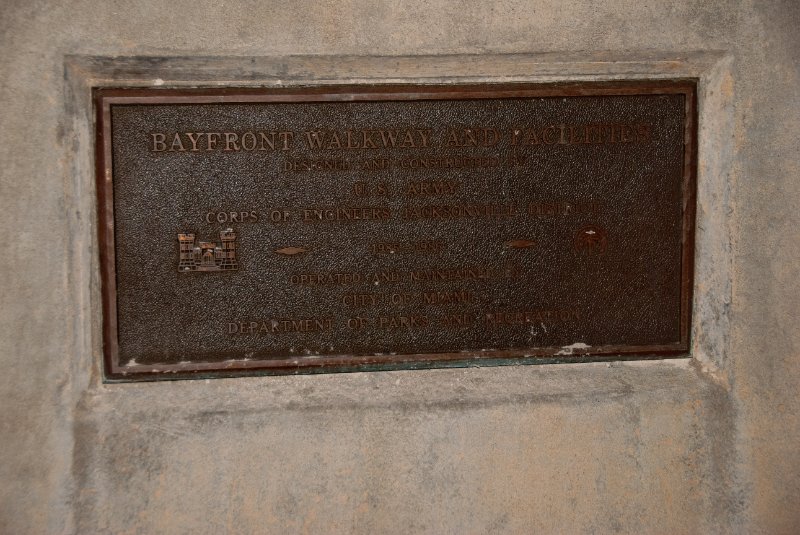 BAYFRONT WALKWAY AND FACILITIES
DESIGNED AND CONSTRUCTED BY
U. S. ARMY
CORPS OF ENGINEERS JACKSONVILLE DISTRICT
OPERATED AND MAINTAINED BY
CITY OF MIAMI
DEPARTMENT OF PARKS AND RECREATION